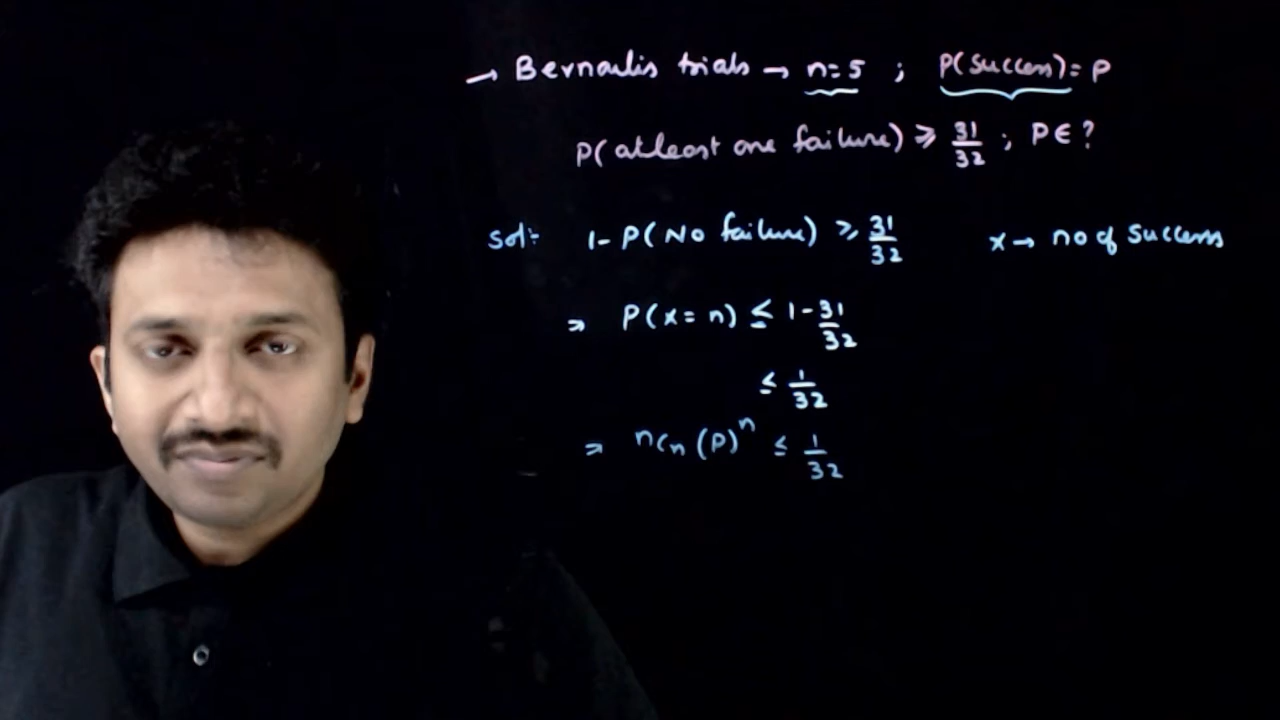 → Bernoulis trials → n=5 ; P(success) = P
P(atleast one failure) ≥ 31/32 ; P∈ ?
Sol:- 1- P(No failure) ≥ 31/32 x→ no of success
⇒ P(x=n) ≤ 1-31/32
≤ 1/32
⇒ nCn (P)^n ≤ 1/32